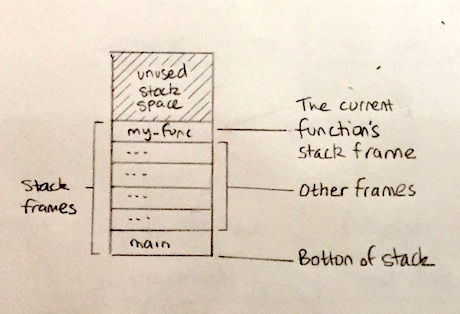 unused
stack
space
my-func
The current
function's
stack frame
---
---
---
---
Other frames
Stack
frames
main
Botton of stack